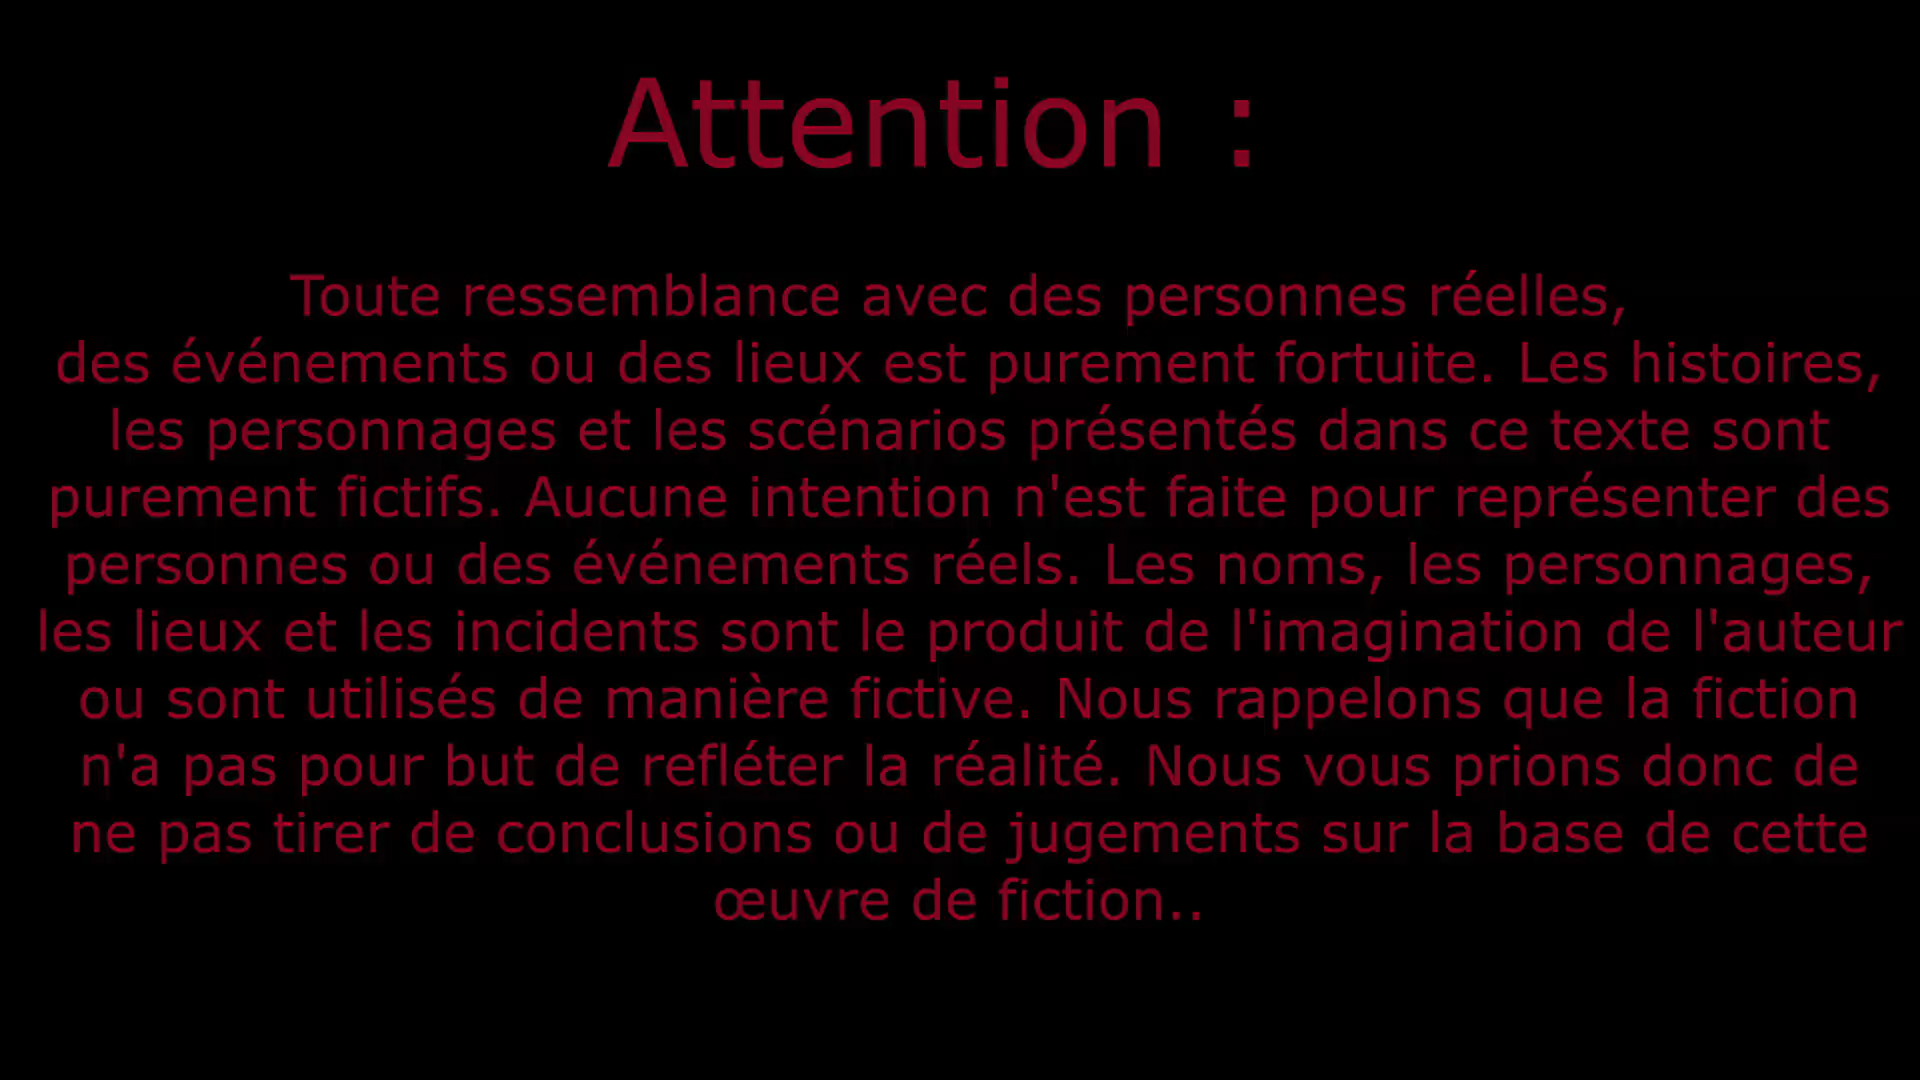 Attention :
Toute ressemblance avec des personnes réelles,
des événements ou des lieux est purement fortuite. Les histoires,
les personnages et les scénarios présentés dans ce texte sont
purement fictifs. Aucune intention n'est faite pour représenter des
personnes ou des événements réels. Les noms, les personnages,
les lieux et les incidents sont le produit de l'imagination de l'auteur
ou sont utilisés de manière fictive. Nous rappelons que la fiction
n'a pas pour but de refléter la réalité. Nous vous prions donc de
ne pas tirer de conclusions ou de jugements sur la base de cette
œuvre de fiction..